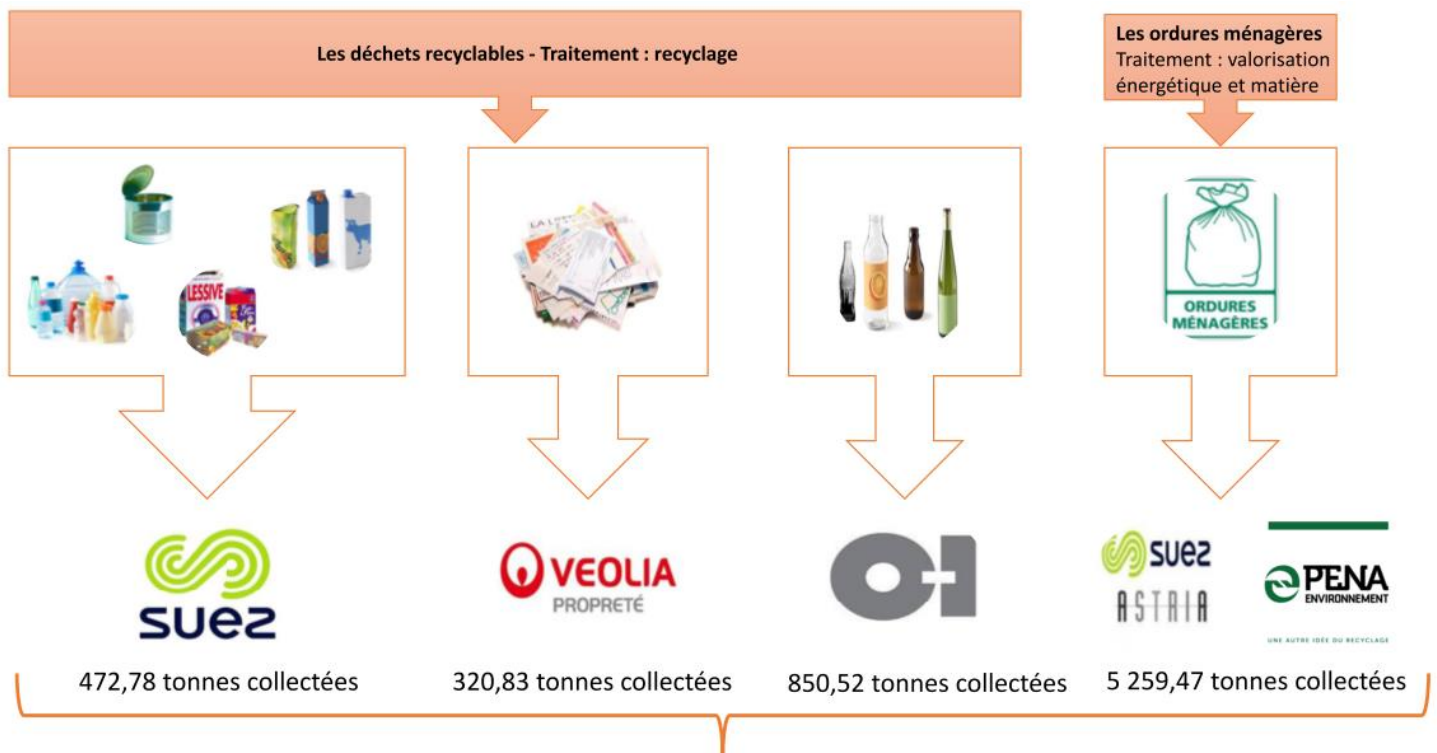 Les déchets recyclables - Traitement : recyclage
Les ordures ménagères
Traitement : valorisation
énergétique et matière
LESSIVE
ORDURES
MÉNAGÈRES
suez
VEOLIA
PROPRETÉ
O-I
suez
ASTRIA
PENA
ENVIRONNEMENT
UNE AUTRE IDÉE DU RECYCLAGE
472,78 tonnes collectées
320,83 tonnes collectées
850,52 tonnes collectées
5 259,47 tonnes collectées